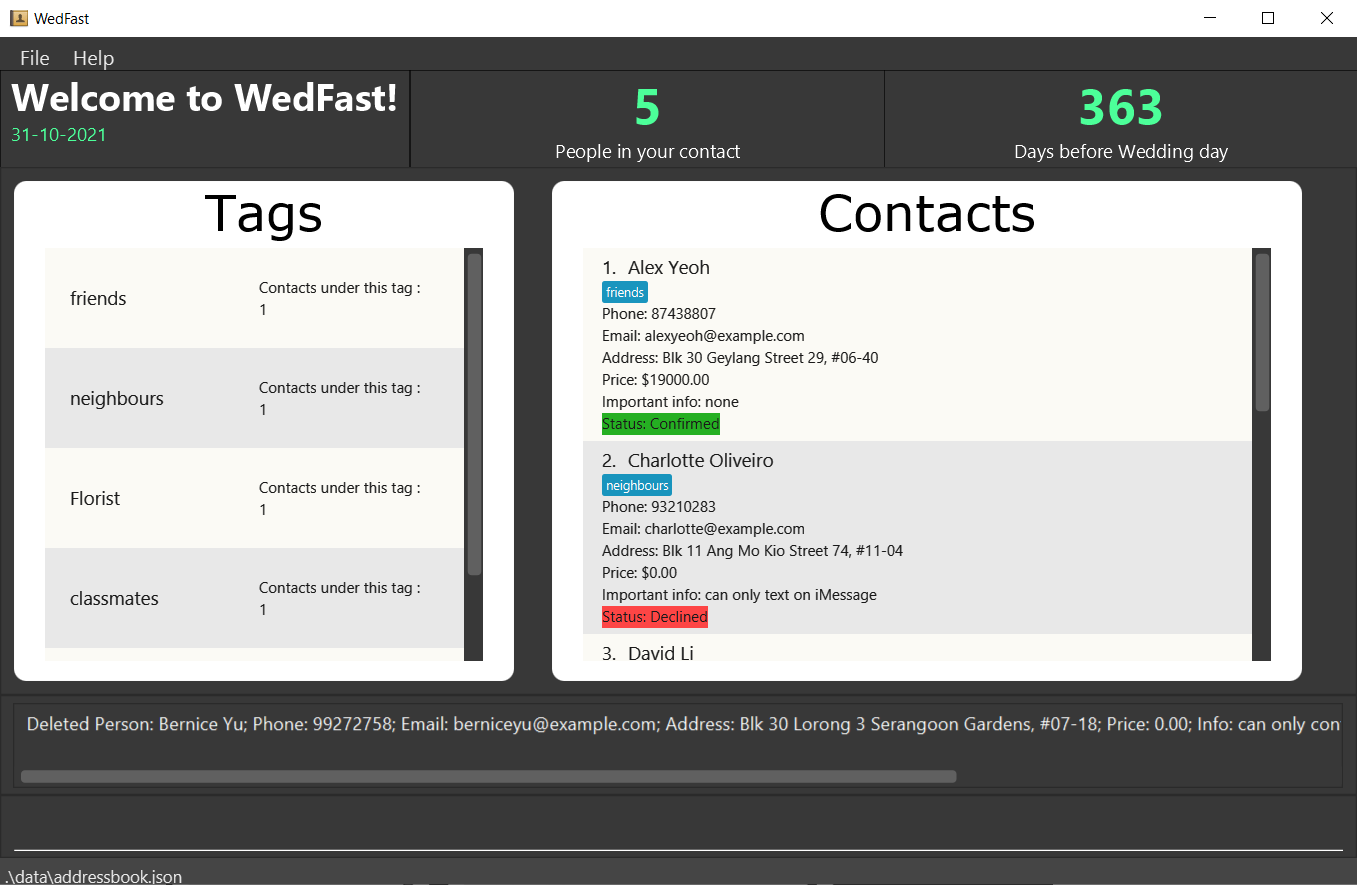 WedFast
File Help
Welcome to WedFast!
31-10-2021
5
People in your contact
363
Days before Wedding day
Tags
friends
Contacts under this tag :
1
neighbours
Contacts under this tag :
1
Florist
Contacts under this tag :
1
classmates
Contacts under this tag :
1
Contacts
1. Alex Yeoh
friends
Phone: 87438807
Email: alexyeoh@example.com
Address: Blk 30 Geylang Street 29, #06-40
Price: $19000.00
Important info: none
Status: Confirmed
2. Charlotte Oliveiro
neighbours
Phone: 93210283
Email: charlotte@example.com
Address: Blk 11 Ang Mo Kio Street 74, #11-04
Price: $0.00
Important info: can only text on iMessage
Status: Declined
3. David Li
Deleted Person: Bernice Yu; Phone: 99272758; Email: berniceyu@example.com; Address: Blk 30 Lorong 3 Serangoon Gardens, #07-18; Price: 0.00; Info: can only con
.\data\addressbook.json